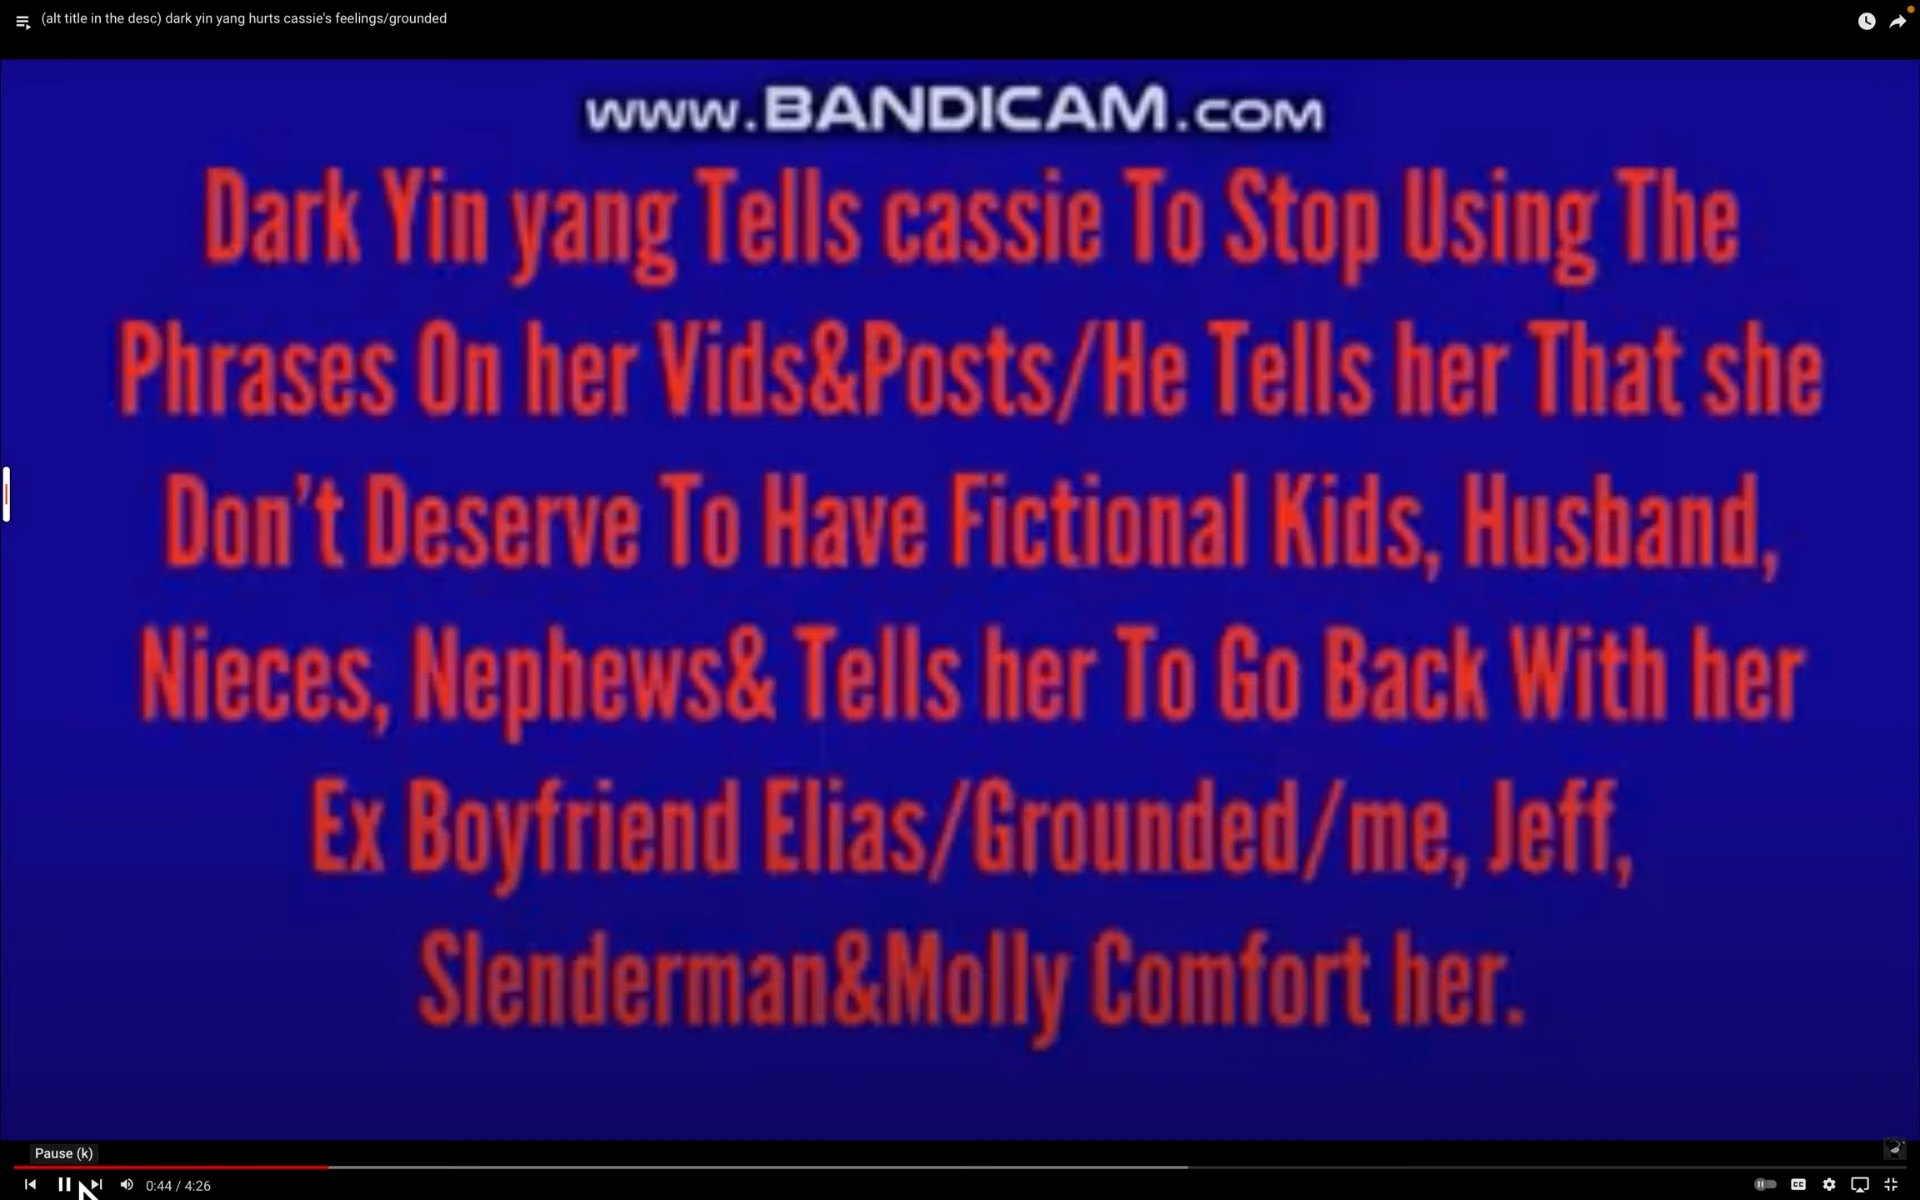 (alt title in the desc) dark yin yang hurts cassie's feelings/grounded
www.BANDICAM.com
Dark Yin yang Tells cassie To Stop Using The
Phrases On her Vids&Posts/He Tells her That she
Don't Deserve To Have Fictional Kids, Husband,
Nieces, Nephews& Tells her To Go Back With her
Ex Boyfriend Elias/Grounded/me, Jeff,
Slenderman&Molly Comfort her.
Pause (k)
0:44 / 4:26